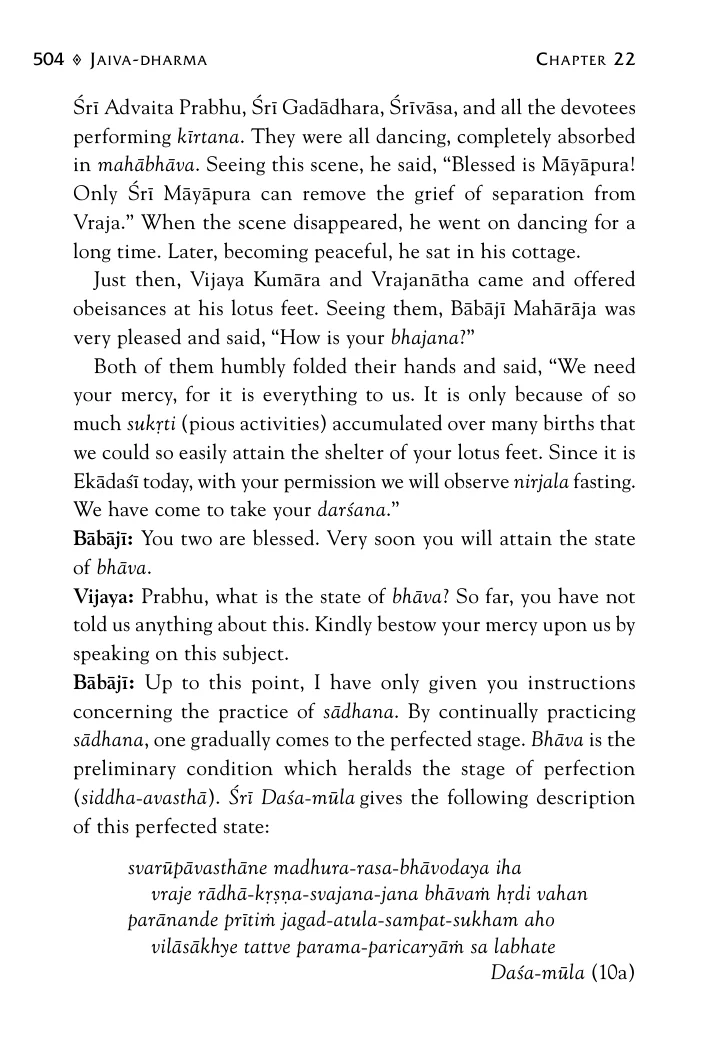 504 ⟡ JAIVA-DHARMA CHAPTER 22
Śrī Advaita Prabhu, Śrī Gadādhara, Śrīvāsa, and all the devotees
performing kīrtana. They were all dancing, completely absorbed
in mahābhāva. Seeing this scene, he said, “Blessed is Māyāpura!
Only Śrī Māyāpura can remove the grief of separation from
Vraja.” When the scene disappeared, he went on dancing for a
long time. Later, becoming peaceful, he sat in his cottage.
Just then, Vijaya Kumāra and Vrajanātha came and offered
obeisances at his lotus feet. Seeing them, Bābājī Mahārāja was
very pleased and said, “How is your bhajana?”
Both of them humbly folded their hands and said, “We need
your mercy, for it is everything to us. It is only because of so
much sukṛti (pious activities) accumulated over many births that
we could so easily attain the shelter of your lotus feet. Since it is
Ekādaśī today, with your permission we will observe nirjala fasting.
We have come to take your darśana.”
Bābājī: You two are blessed. Very soon you will attain the state
of bhāva.
Vijaya: Prabhu, what is the state of bhāva? So far, you have not
told us anything about this. Kindly bestow your mercy upon us by
speaking on this subject.
Bābājī: Up to this point, I have only given you instructions
concerning the practice of sādhana. By continually practicing
sādhana, one gradually comes to the perfected stage. Bhāva is the
preliminary condition which heralds the stage of perfection
(siddha-avasthā). Śrī Daśa-mūla gives the following description
of this perfected state:
svarūpāvasthāne madhura-rasa-bhāvodaya iha
vraje rādhā-kṛṣṇa-svajana-jana bhāvaṁ hṛdi vahan
parānande prītiṁ jagad-atula-sampat-sukham aho
vilāsākhye tattve parama-paricaryāṁ sa labhate
Daśa-mūla (10a)